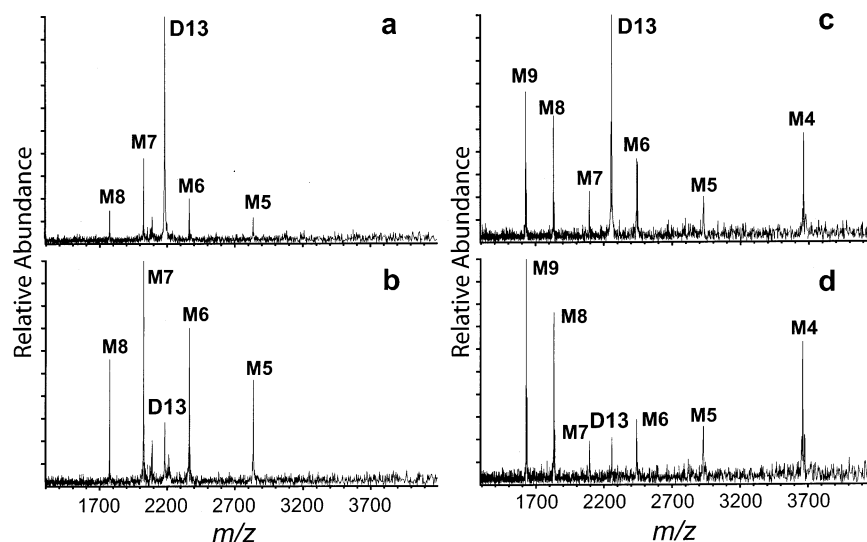 a
D13
M7
M8
M6
M5
Relative Abundance
b
M7
M6
M8
M5
D13
1700 2200 2700 3200 3700
m/z
c
D13
M9
M8
M4
M6
M7
M5
Relative Abundance
d
M9
M8
M4
M7 D13 M6 M5
1700 2200 2700 3200 3700
m/z